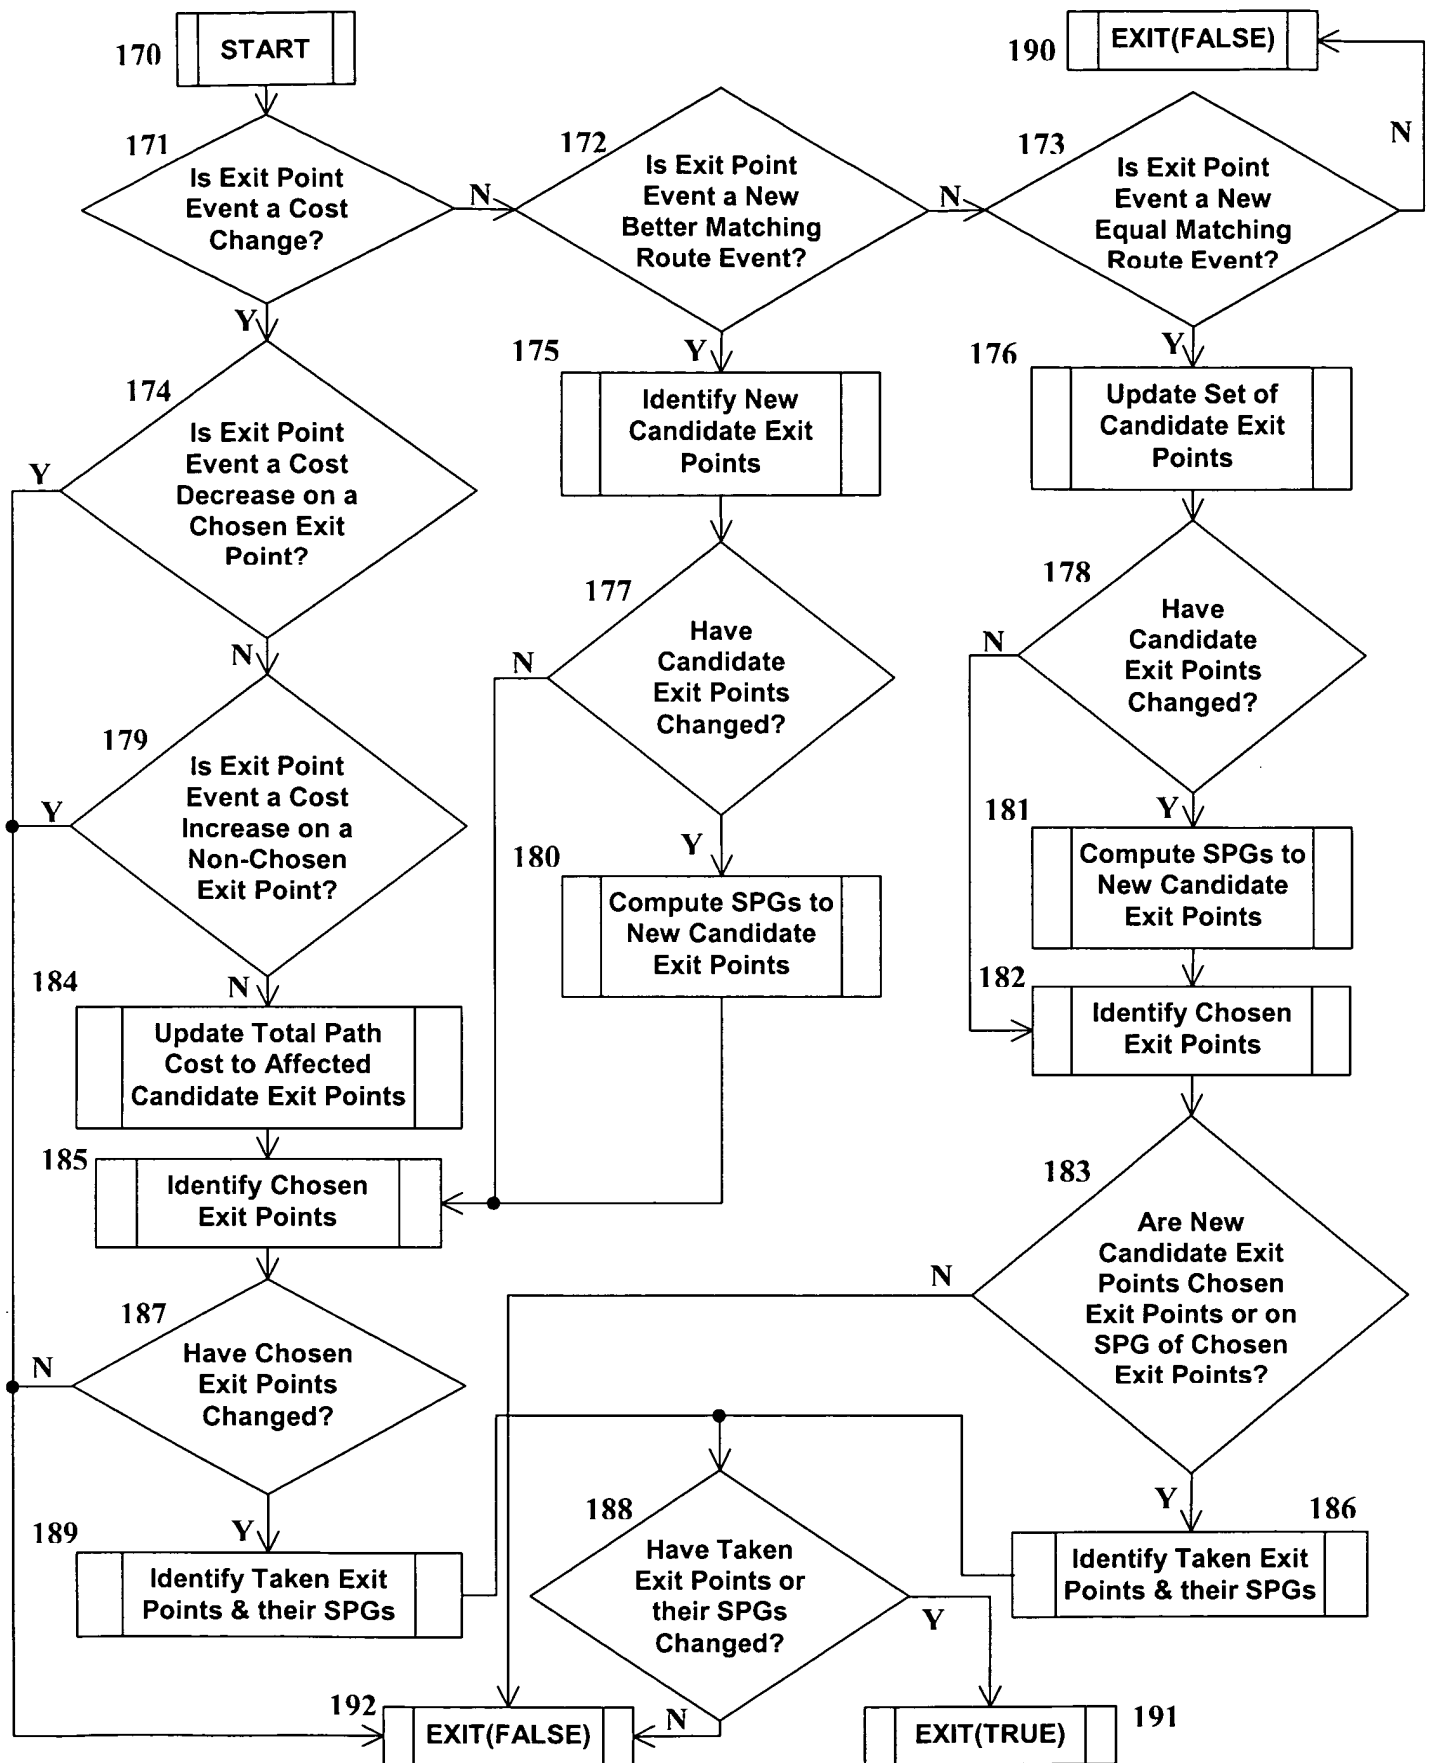 170
START
190
EXIT(FALSE)
N
171
Is Exit Point
Event a Cost
Change?
N
172
Is Exit Point
Event a New
Better Matching
Route Event?
N
173
Is Exit Point
Event a New
Equal Matching
Route Event?
Y
Y
Y
174
Is Exit Point
Event a Cost
Decrease on a
Chosen Exit
Point?
Y
N
175
Identify New
Candidate Exit
Points
176
Update Set of
Candidate Exit
Points
177
Have
Candidate
Exit Points
Changed?
N
Y
178
Have
Candidate
Exit Points
Changed?
N
Y
179
Is Exit Point
Event a Cost
Increase on a
Non-Chosen
Exit Point?
Y
N
180
Compute SPGs to
New Candidate
Exit Points
181
Compute SPGs to
New Candidate
Exit Points
182
Identify Chosen
Exit Points
184
Update Total Path
Cost to Affected
Candidate Exit Points
185
Identify Chosen
Exit Points
183
Are New
Candidate Exit
Points Chosen
Exit Points or on
SPG of Chosen
Exit Points?
N
Y
187
Have Chosen
Exit Points
Changed?
N
Y
189
Identify Taken Exit
Points & their SPGs
188
Have Taken
Exit Points or
their SPGs
Changed?
Y
N
186
Identify Taken Exit
Points & their SPGs
192
EXIT(FALSE)
EXIT(TRUE)
191